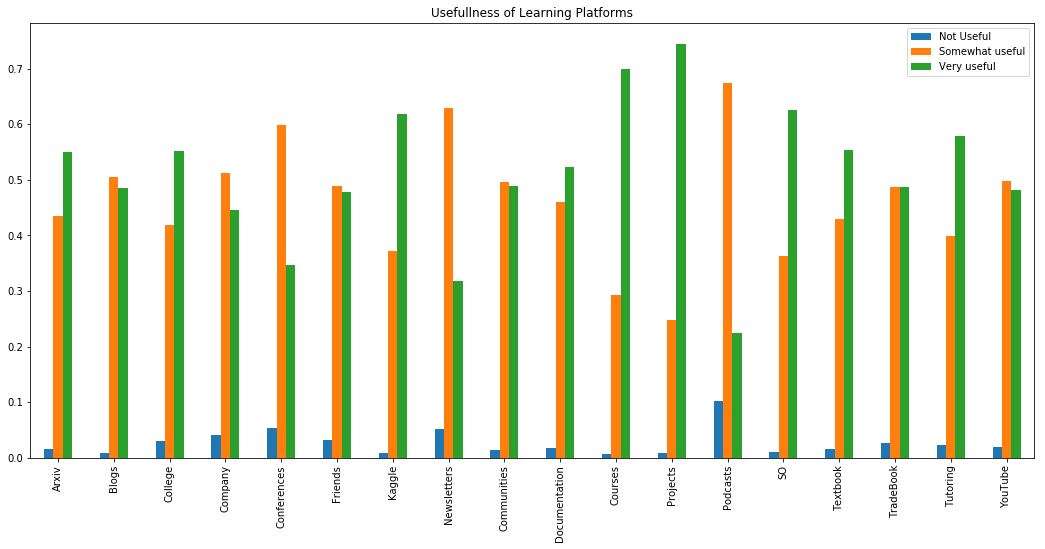 Usefullness of Learning Platforms
Not Useful
Somewhat useful
Very useful
0.7
0.6
0.5
0.4
0.3
0.2
0.1
0.0
Arxiv
Blogs
College
Company
Conferences
Friends
Kaggle
Newsletters
Communities
Documentation
Courses
Projects
Podcasts
SO
Textbook
TradeBook
Tutoring
YouTube